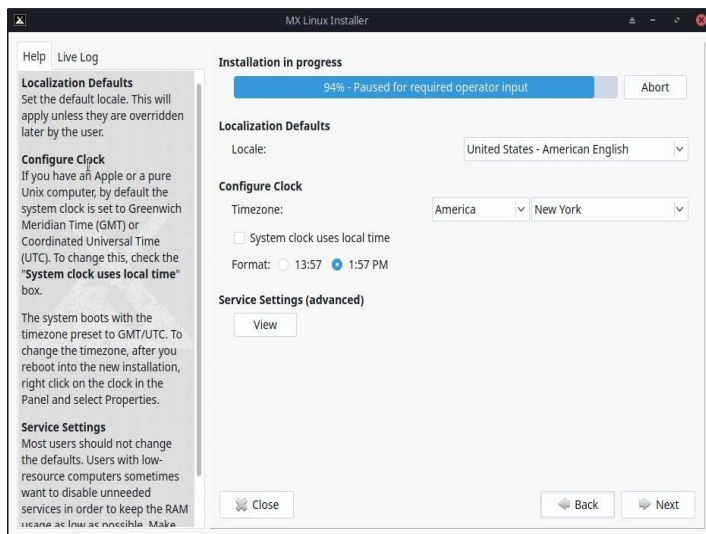 MX Linux Installer
Help
Live Log
Localization Defaults
Set the default locale. This will
apply unless they are overridden
later by the user.
Configure Clock
If you have an Apple or a pure
Unix computer, by default the
system clock is set to Greenwich
Meridian Time (GMT) or
Coordinated Universal Time
(UTC). To change this, check the
"System clock uses local time"
box.
The system boots with the
timezone preset to GMT/UTC. To
change the timezone, after you
reboot into the new installation,
right click on the clock in the
Panel and select Properties.
Service Settings
Most users should not change
the defaults. Users with low-
resource computers sometimes
want to disable unneeded
services in order to keep the RAM
usage as low as possible. Make
Installation in progress
94% - Paused for required operator input
Abort
Localization Defaults
Locale: United States - American English
Configure Clock
Timezone: America New York
System clock uses local time
Format: 13:57 1:57 PM
Service Settings (advanced)
View
Close
Back
Next